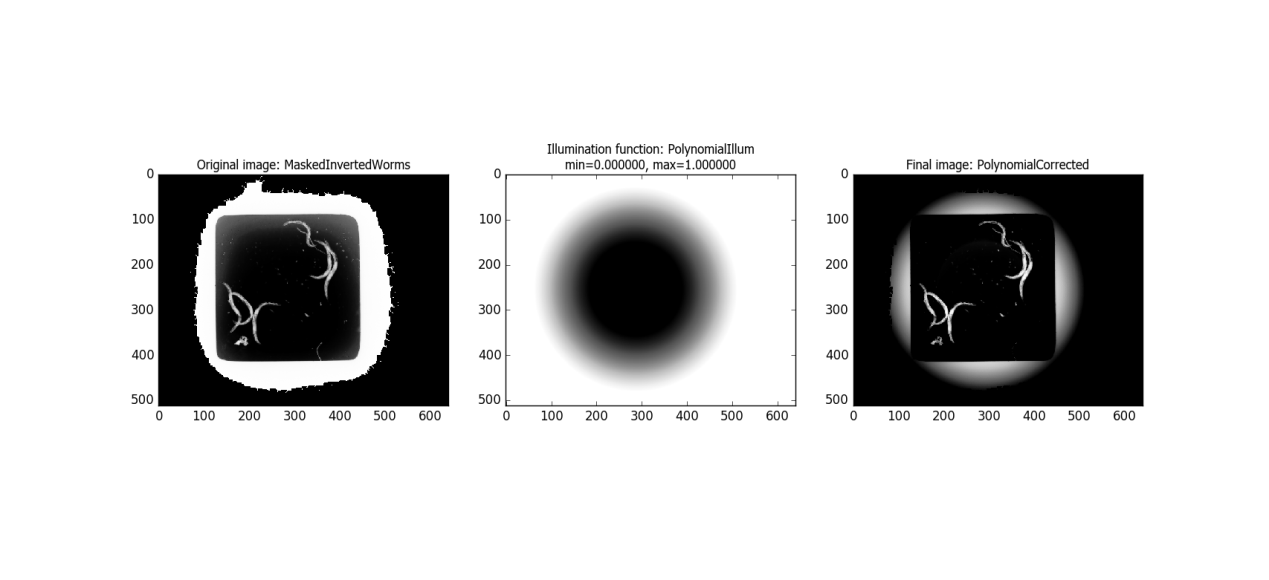 Original image: MaskedInvertedWorms
0
100
200
300
400
500
0 100 200 300 400 500 600
Illumination function: PolynomialIllum
min=0.000000, max=1.000000
0
100
200
300
400
500
0 100 200 300 400 500 600
Final image: PolynomialCorrected
0
100
200
300
400
500
0 100 200 300 400 500 600